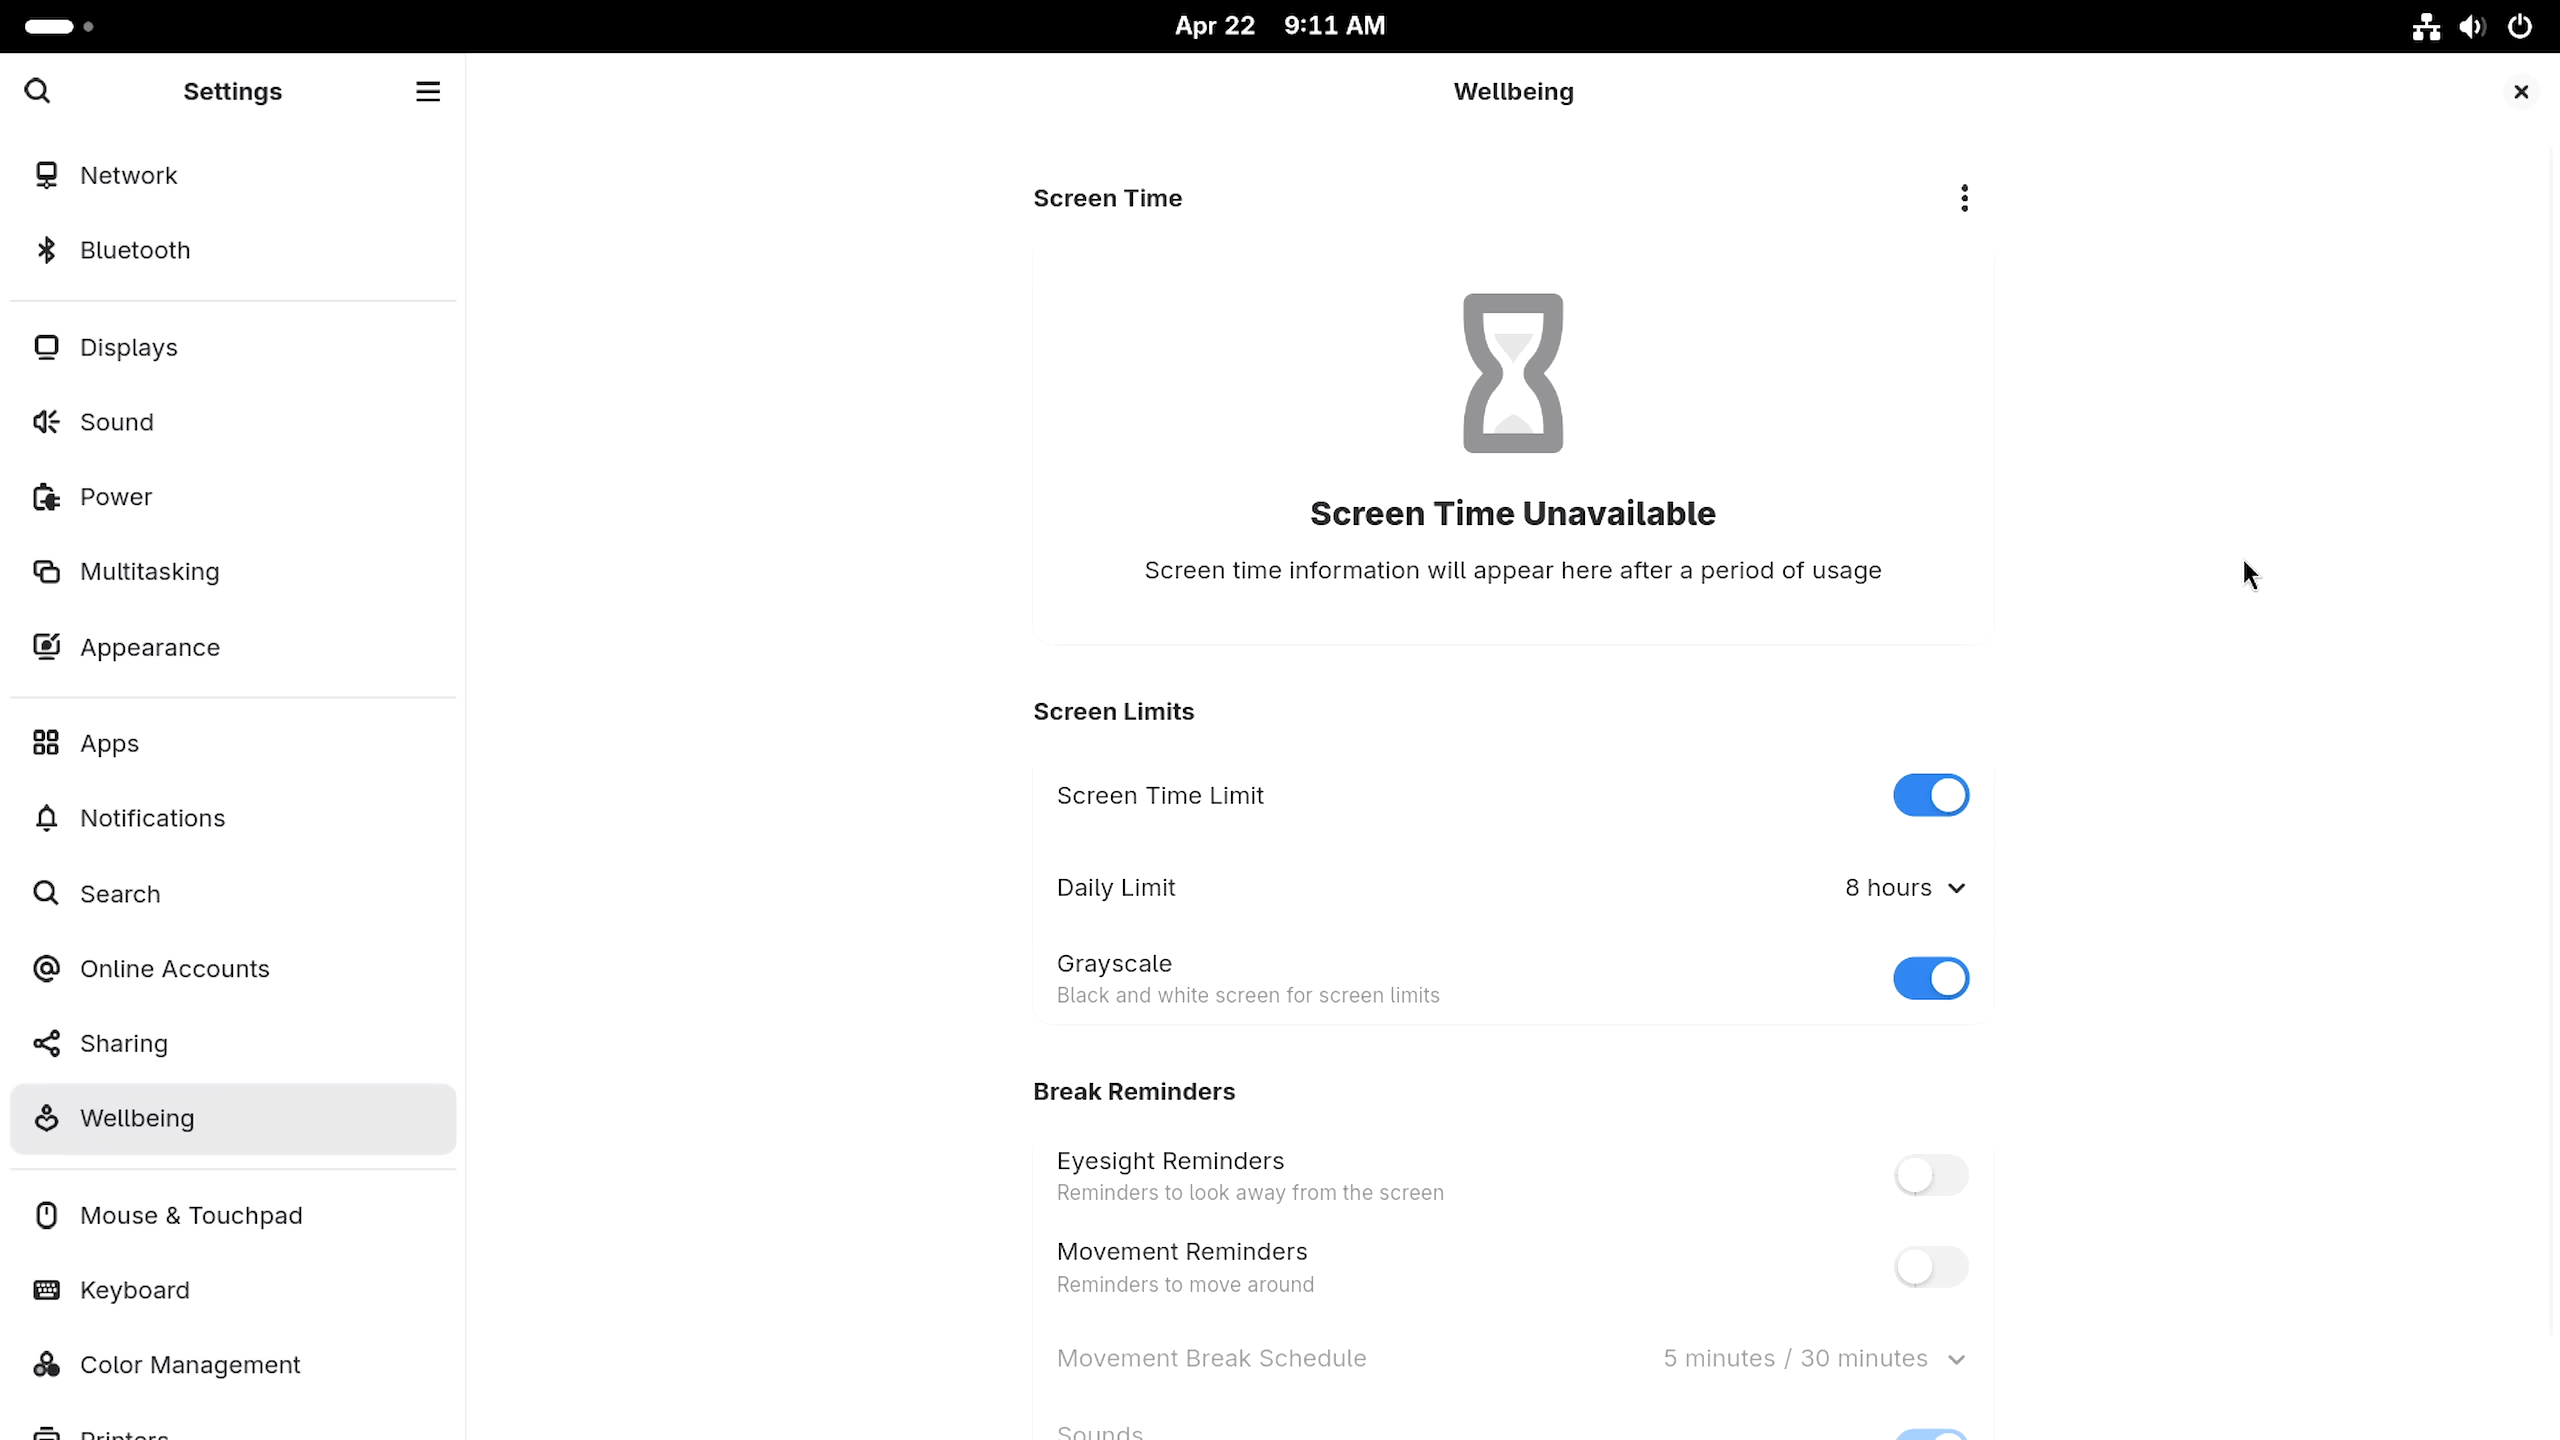 Apr 22 9:11 AM
Settings
Wellbeing
Network
Bluetooth
Displays
Sound
Power
Multitasking
Appearance
Apps
Notifications
Search
Online Accounts
Sharing
Wellbeing
Mouse & Touchpad
Keyboard
Color Management
Printers
Screen Time
Screen Time Unavailable
Screen time information will appear here after a period of usage
Screen Limits
Screen Time Limit
Daily Limit 8 hours
Grayscale
Black and white screen for screen limits
Break Reminders
Eyesight Reminders
Reminders to look away from the screen
Movement Reminders
Reminders to move around
Movement Break Schedule 5 minutes / 30 minutes
Sounds